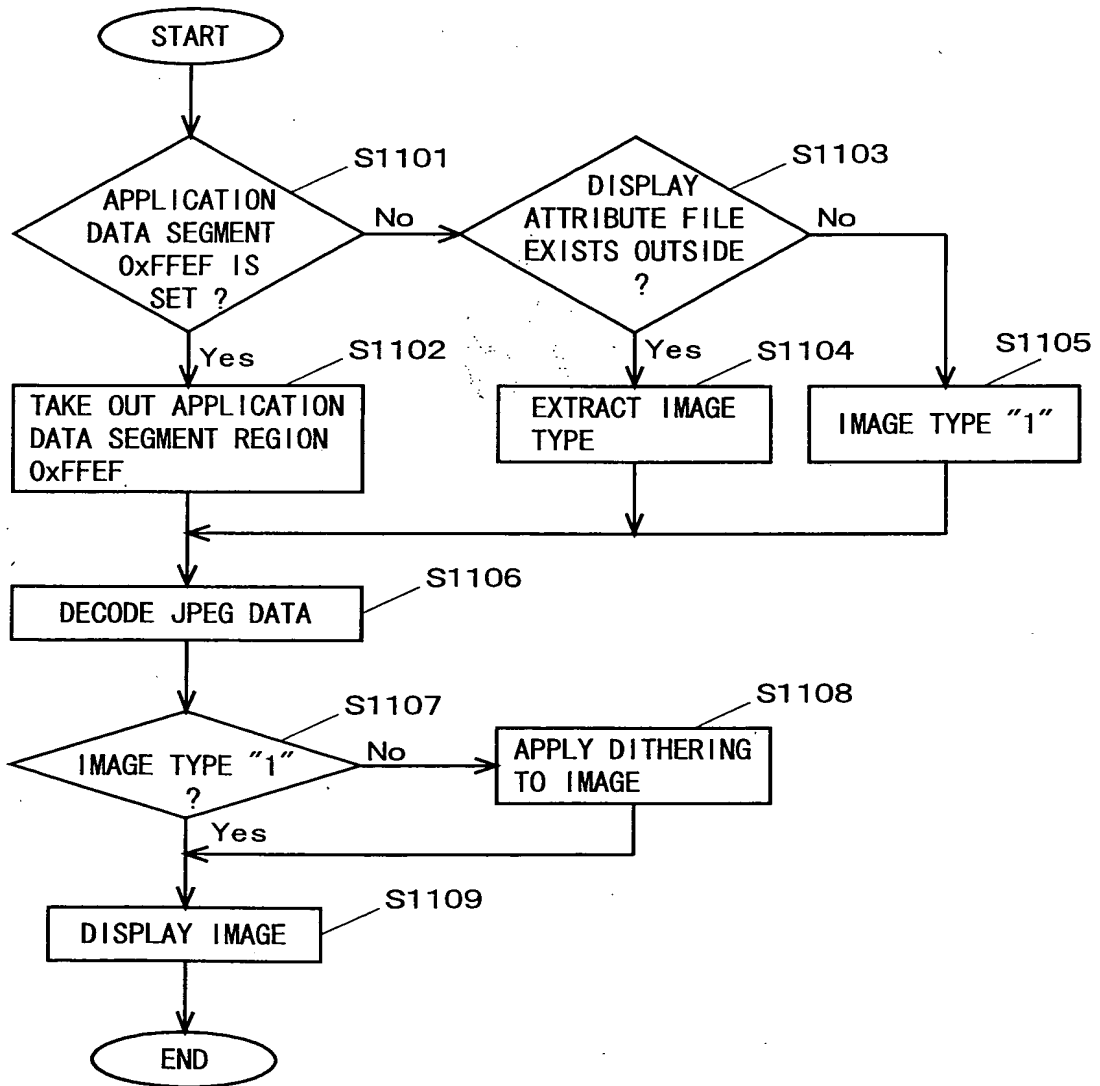 START
S1101
APPLICATION
DATA SEGMENT
0xFFEF IS
SET ?
No
Yes
S1103
DISPLAY
ATTRIBUTE FILE
EXISTS OUTSIDE
?
No
Yes
S1102
TAKE OUT APPLICATION
DATA SEGMENT REGION
0xFFEF
S1104
EXTRACT IMAGE
TYPE
S1105
IMAGE TYPE "1"
S1106
DECODE JPEG DATA
S1107
IMAGE TYPE "1"
?
No
Yes
S1108
APPLY DITHERING
TO IMAGE
S1109
DISPLAY IMAGE
END